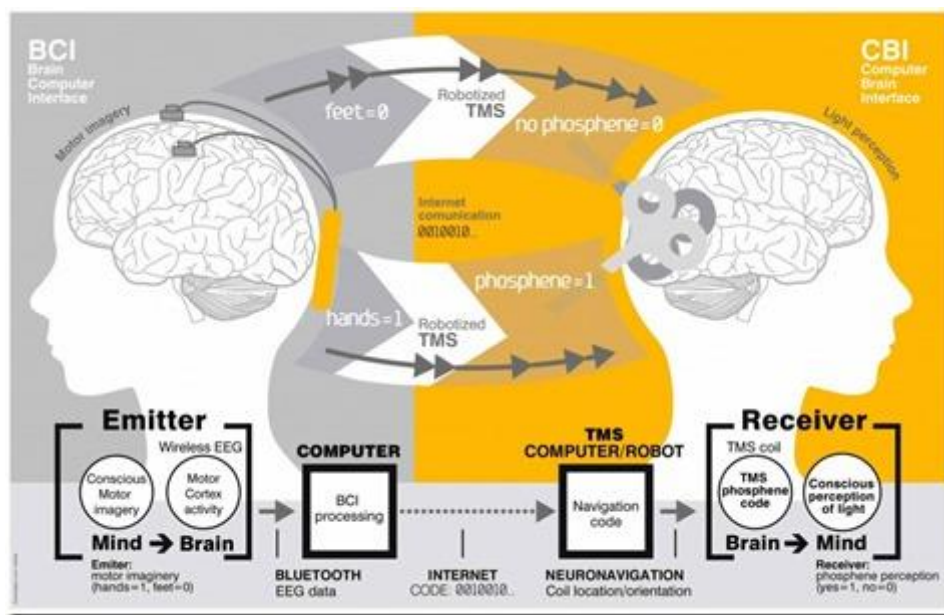 BCI
Brain
Computer
Interface
CBI
Computer
Brain
Interface
Motor imagery
feet=0
Robotized
TMS
no phosphene=0
Light perception
Internet
comunication
0010010..
hands=1
Robotized
TMS
phosphene=1
Emitter
Wireless EEG
Conscious
Motor
imagery
Motor
Cortex
activity
Mind → Brain
Emiter:
motor imaginery
(hands=1, feet=0)
COMPUTER
BCI
processing
BLUETOOTH
EEG data
INTERNET
CODE: 0010010..
TMS
COMPUTER/ROBOT
Navigation
code
NEURONAVIGATION
Coil location/orientation
Receiver
TMS coil
TMS
phosphene
code
Conscious
perception
of light
Brain → Mind
Receiver:
phosphene perception
(yes=1, no=0)